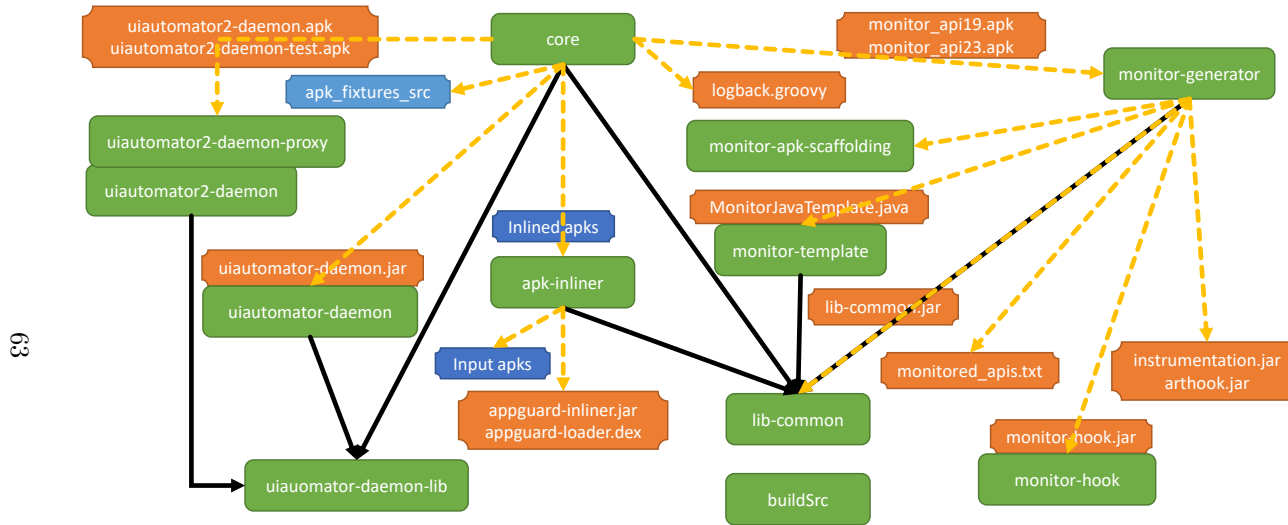 uiautomator2-daemon.apk
uiautomator2-daemon-test.apk
core
monitor_api19.apk
monitor_api23.apk
monitor-generator
apk_fixtures_src
logback.groovy
uiautomator2-daemon-proxy
monitor-apk-scaffolding
uiautomator2-daemon
MonitorJavaTemplate.java
Inlined apks
monitor-template
uiautomator-daemon.jar
apk-inliner
uiautomator-daemon
lib-common.jar
63
Input apks
monitored_apis.txt
instrumentation.jar
arthook.jar
appguard-inliner.jar
appguard-loader.dex
lib-common
monitor-hook.jar
uiauomator-daemon-lib
monitor-hook
buildSrc